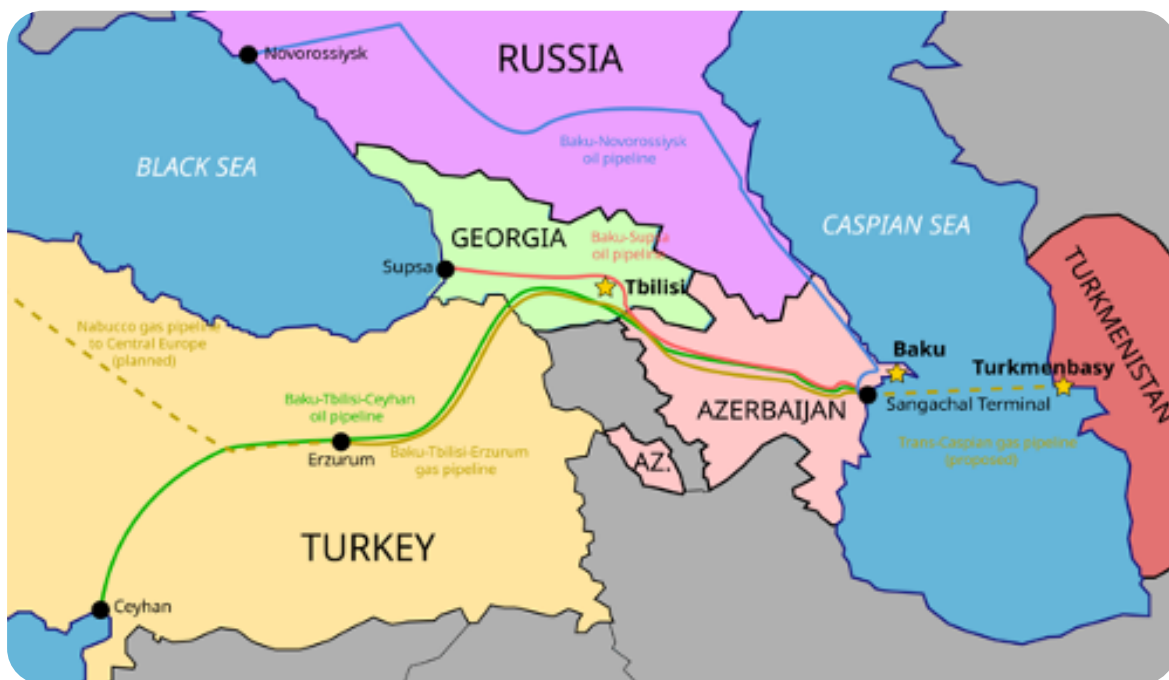 Novorossiysk
RUSSIA
Baku-Novorossiysk
oil pipeline
BLACK SEA
CASPIAN SEA
GEORGIA
Baku-Supsa
oil pipeline
Supsa
Tbilisi
TURKMENISTAN
Nabucco gas pipeline
to Central Europe
(planned)
Baku
Turkmenbasy
Baku-Tbilisi-Ceyhan
oil pipeline
AZERBAIJAN
Sangachal Terminal
Erzurum
Baku-Tbilisi-Erzurum
gas pipeline
Trans-Caspian gas pipeline
(proposed)
AZ.
TURKEY
Ceyhan